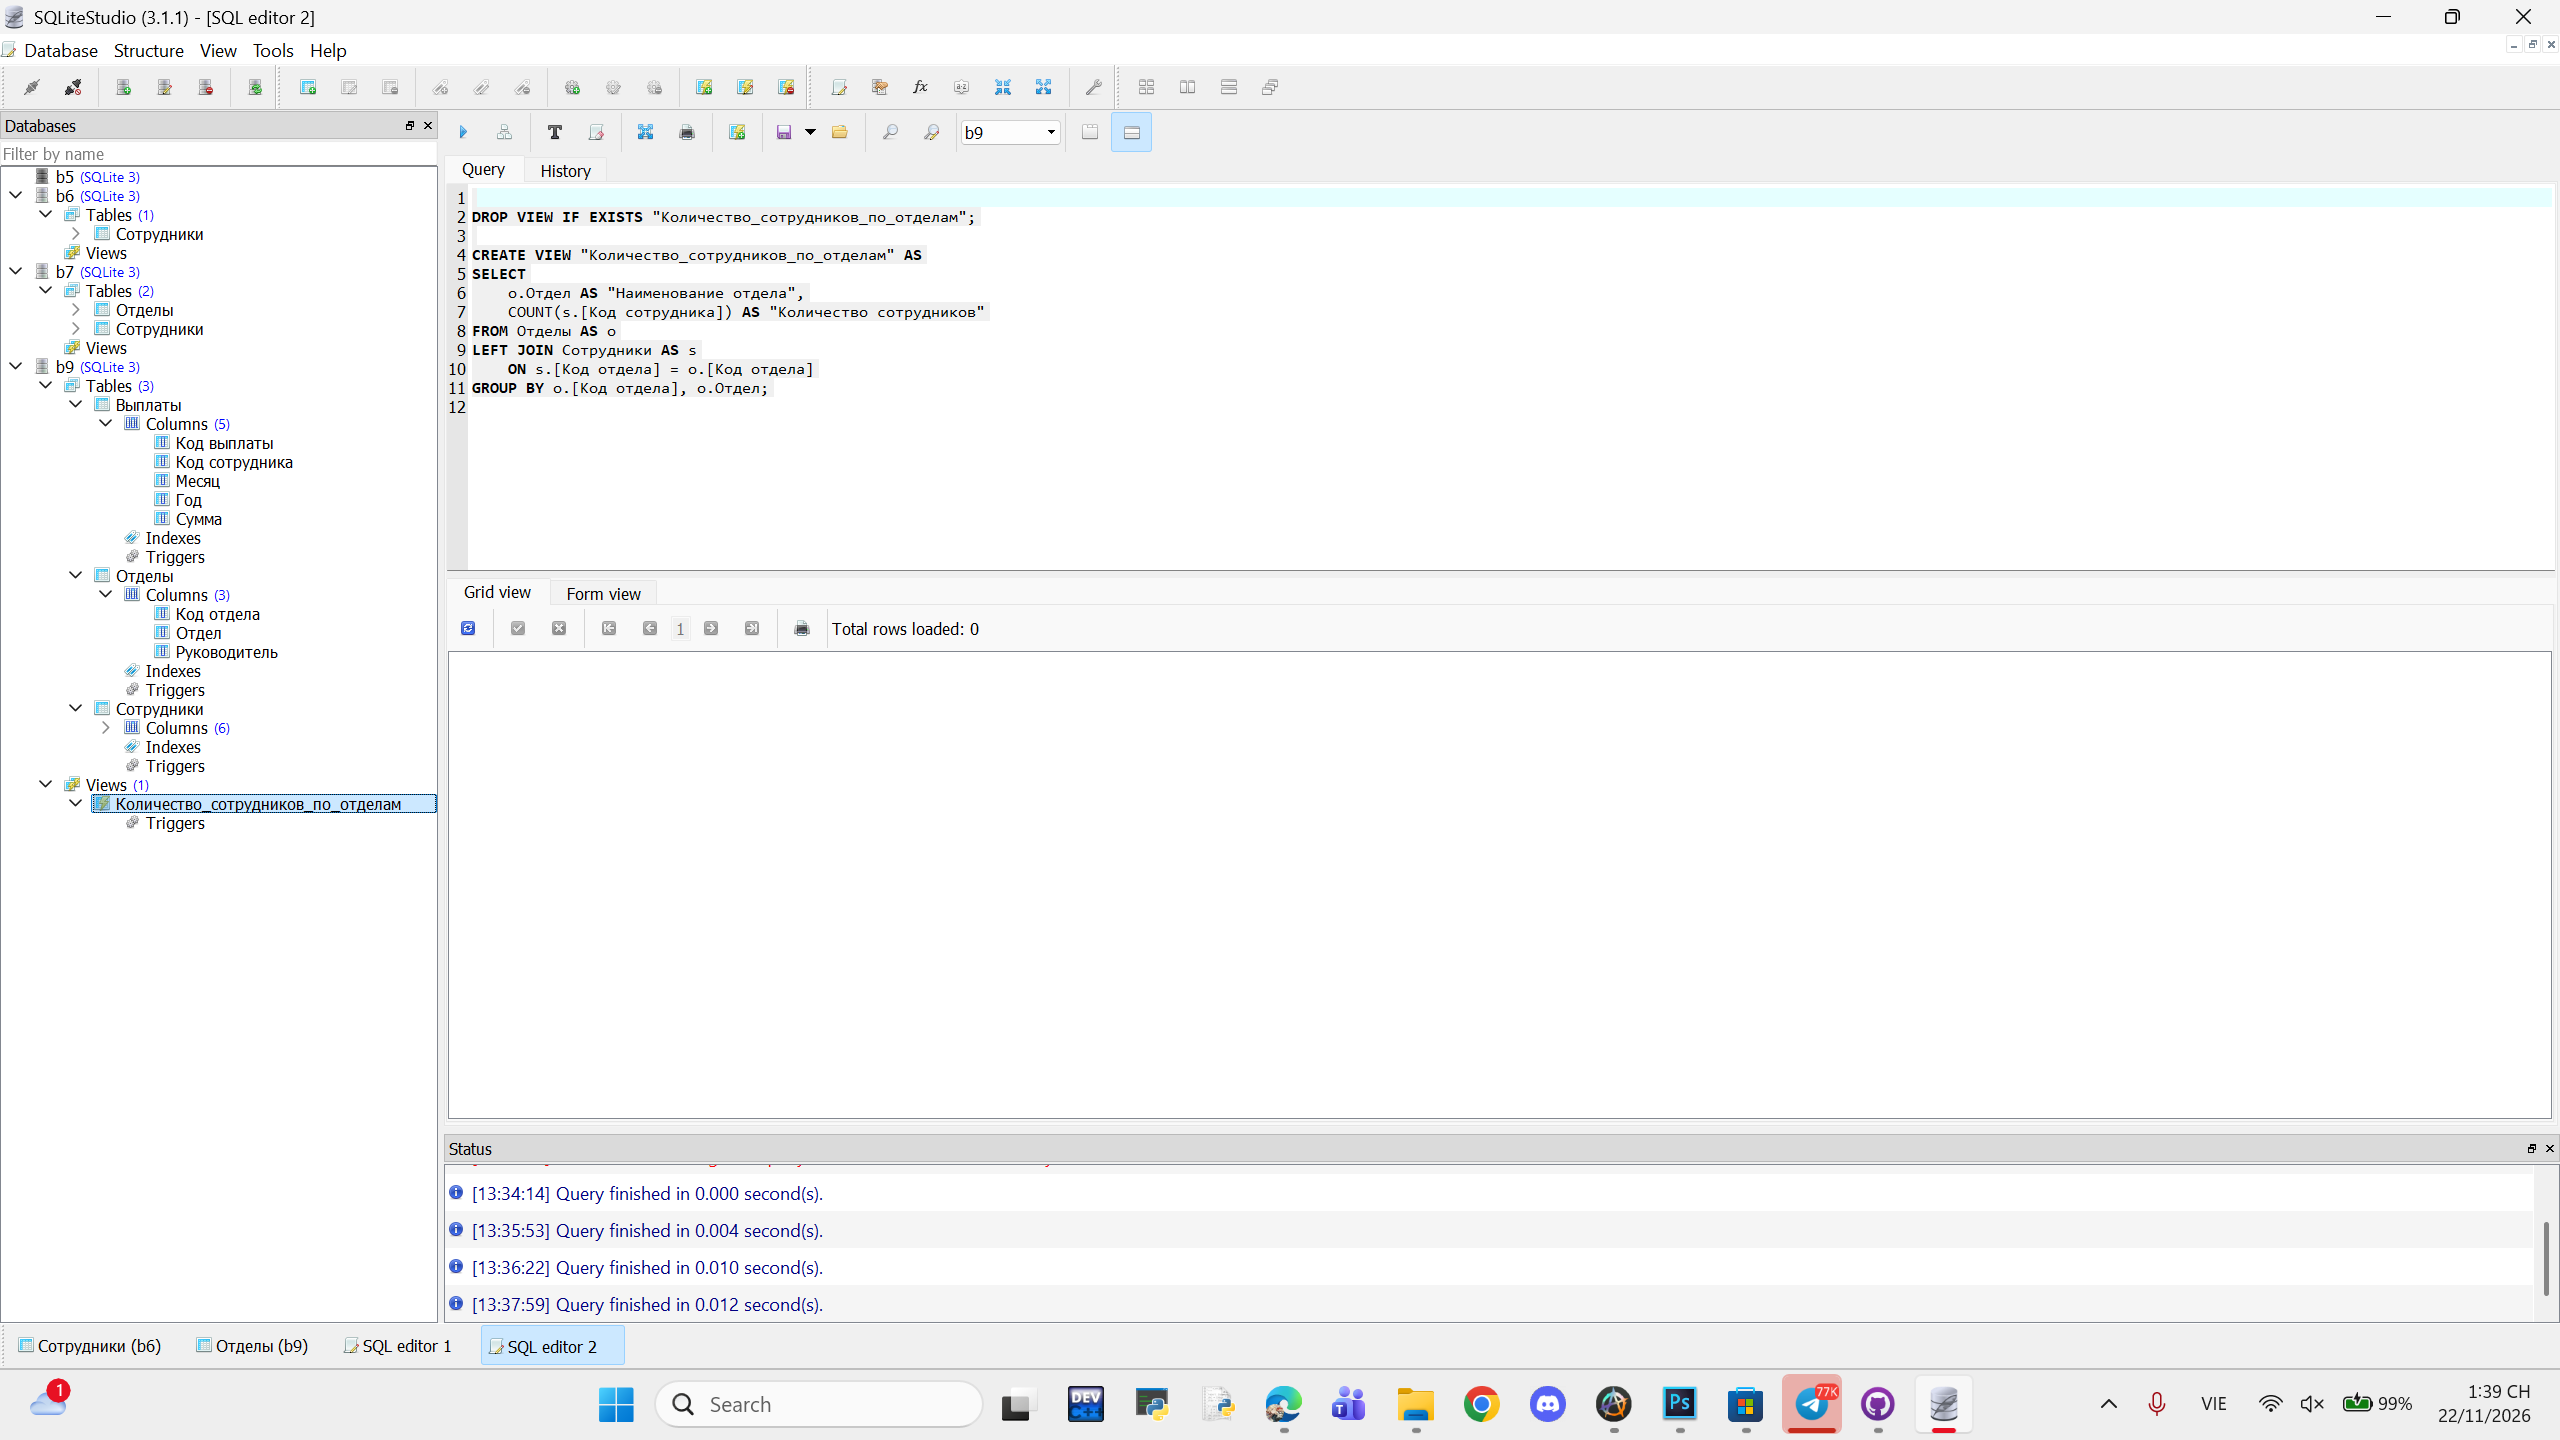 SQLiteStudio (3.1.1) - [SQL editor 2]
Database Structure View Tools Help
Databases
Filter by name
b5 (SQLite 3)
b6 (SQLite 3)
Tables (1)
Сотрудники
Views
b7 (SQLite 3)
Tables (2)
Отделы
Сотрудники
Views
b9 (SQLite 3)
Tables (3)
Выплаты
Columns (5)
Код выплаты
Код сотрудника
Месяц
Год
Сумма
Indexes
Triggers
Отделы
Columns (3)
Код отдела
Отдел
Руководитель
Indexes
Triggers
Сотрудники
Columns (6)
Indexes
Triggers
Views (1)
Количество_сотрудников_по_отделам
Triggers
b9
Query History
1
2 DROP VIEW IF EXISTS "Количество_сотрудников_по_отделам";
3
4 CREATE VIEW "Количество_сотрудников_по_отделам" AS
5 SELECT
6 о.Отдел AS "Наименование отдела",
7 COUNT(s.[Код сотрудника]) AS "Количество сотрудников"
8 FROM Отделы AS o
9 LEFT JOIN Сотрудники AS s
10 ON s.[Код отдела] = o.[Код отдела]
11 GROUP BY o.[Код отдела], o.Отдел;
12
Grid view Form view
1 Total rows loaded: 0
Status
[13:34:14] Query finished in 0.000 second(s).
[13:35:53] Query finished in 0.004 second(s).
[13:36:22] Query finished in 0.010 second(s).
[13:37:59] Query finished in 0.012 second(s).
Сотрудники (b6) Отделы (b9) SQL editor 1 SQL editor 2
1
Search
DEV C++
Ps
77K
VIE
99%
1:39 CH
22/11/2026